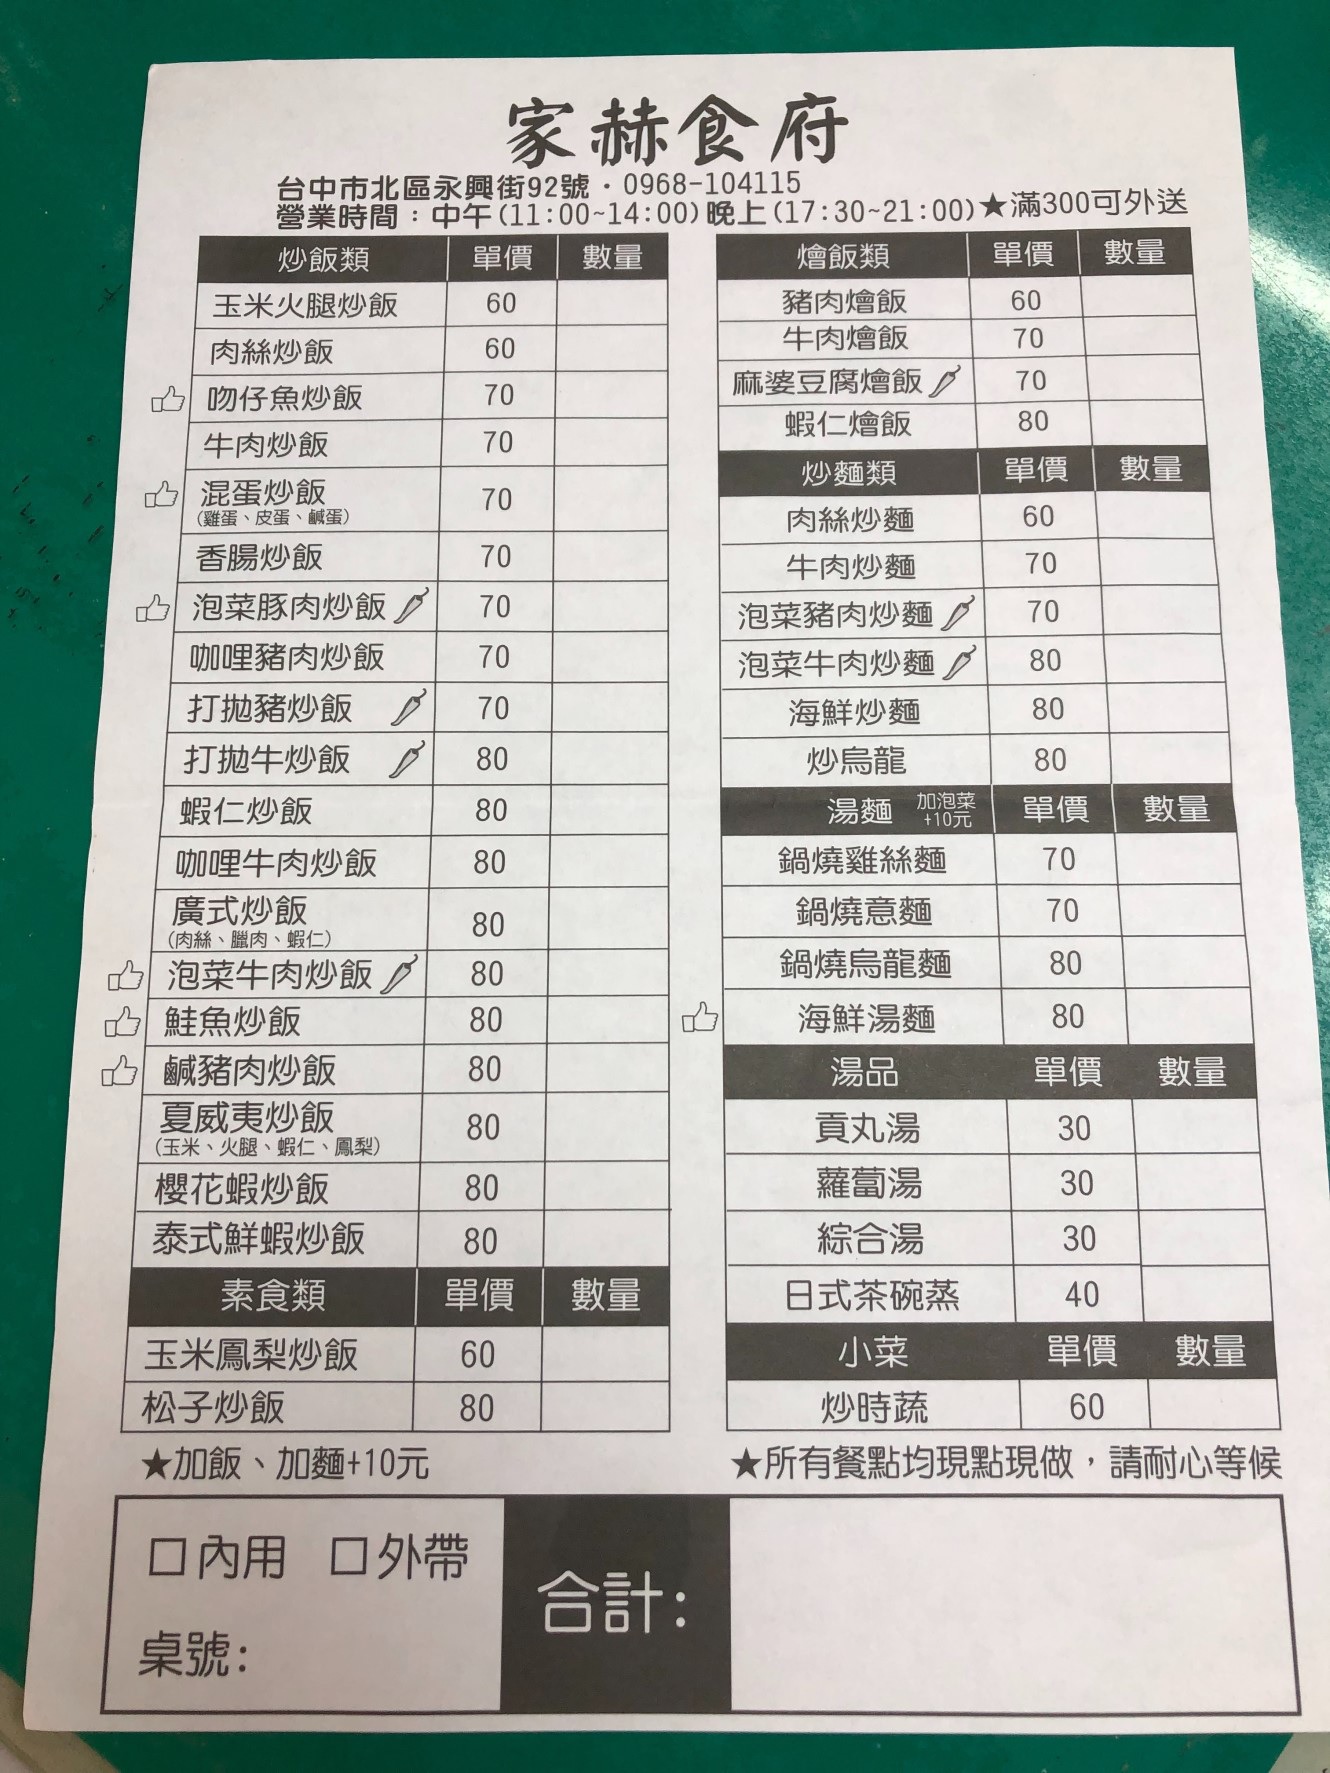 家赫食府
台中市北區永興街92號・0968-104115
營業時間：中午(11:00~14:00)晚上(17:30~21:00)★滿300可外送
炒飯類 單價 數量
玉米火腿炒飯 60
肉絲炒飯 60
吻仔魚炒飯 70
牛肉炒飯 70
混蛋炒飯 70
(雞蛋、皮蛋、鹹蛋)
香腸炒飯 70
泡菜豚肉炒飯 70
咖哩豬肉炒飯 70
打拋豬炒飯 70
打拋牛炒飯 80
蝦仁炒飯 80
咖哩牛肉炒飯 80
廣式炒飯 80
(肉絲、臘肉、蝦仁)
泡菜牛肉炒飯 80
鮭魚炒飯 80
鹹豬肉炒飯 80
夏威夷炒飯 80
(玉米、火腿、蝦仁、鳳梨)
櫻花蝦炒飯 80
泰式鮮蝦炒飯 80
素食類 單價 數量
玉米鳳梨炒飯 60
松子炒飯 80
★加飯、加麵+10元
燴飯類 單價 數量
豬肉燴飯 60
牛肉燴飯 70
麻婆豆腐燴飯 70
蝦仁燴飯 80
炒麵類 單價 數量
肉絲炒麵 60
牛肉炒麵 70
泡菜豬肉炒麵 70
泡菜牛肉炒麵 80
海鮮炒麵 80
炒烏龍 80
湯麵 加泡菜+10元 單價 數量
鍋燒雞絲麵 70
鍋燒意麵 70
鍋燒烏龍麵 80
海鮮湯麵 80
湯品 單價 數量
貢丸湯 30
蘿蔔湯 30
綜合湯 30
日式茶碗蒸 40
小菜 單價 數量
炒時蔬 60
★所有餐點均現點現做，請耐心等候
□內用 □外帶
桌號:
合計: